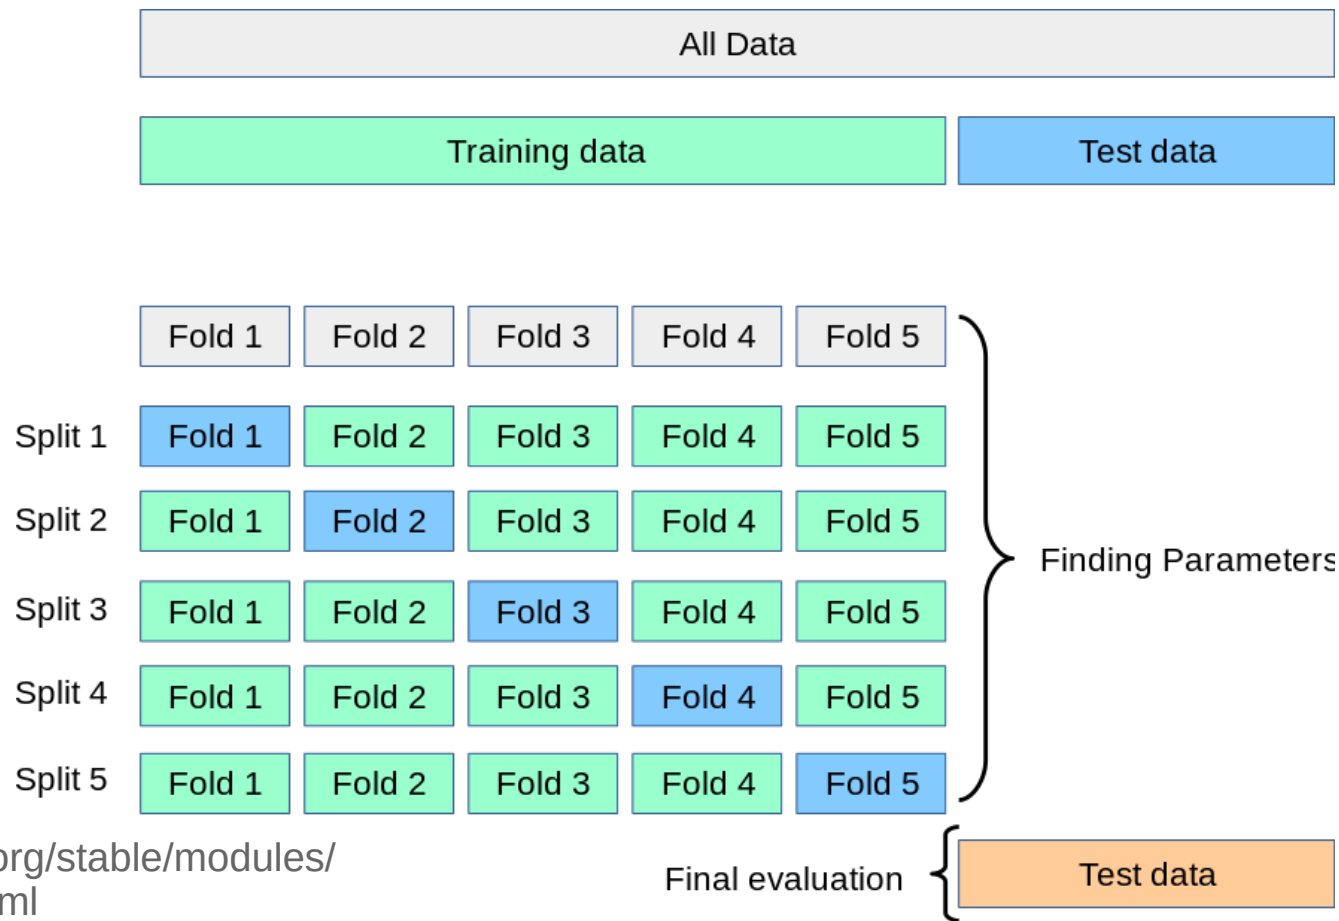 All Data
Training data Test data
Fold 1 Fold 2 Fold 3 Fold 4 Fold 5
Split 1 Fold 1 Fold 2 Fold 3 Fold 4 Fold 5
Split 2 Fold 1 Fold 2 Fold 3 Fold 4 Fold 5
Finding Parameters
Split 3 Fold 1 Fold 2 Fold 3 Fold 4 Fold 5
Split 4 Fold 1 Fold 2 Fold 3 Fold 4 Fold 5
Split 5 Fold 1 Fold 2 Fold 3 Fold 4 Fold 5
org/stable/modules/
ml
Final evaluation Test data